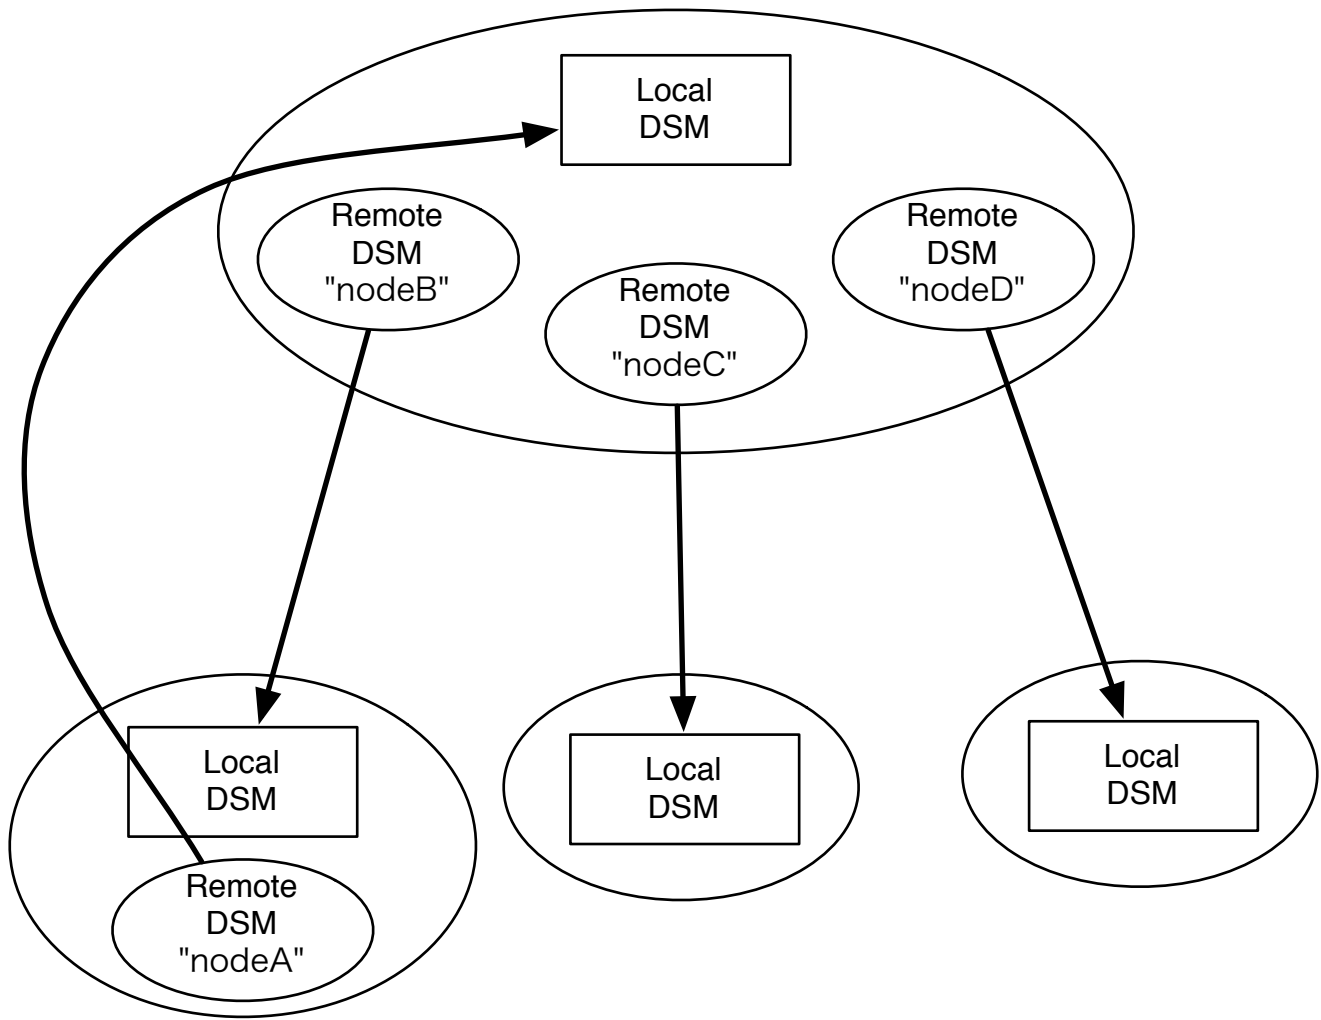 Local
DSM
Remote
DSM
"nodeB"
Remote
DSM
"nodeC"
Remote
DSM
"nodeD"
Local
DSM
Remote
DSM
"nodeA"
Local
DSM
Local
DSM